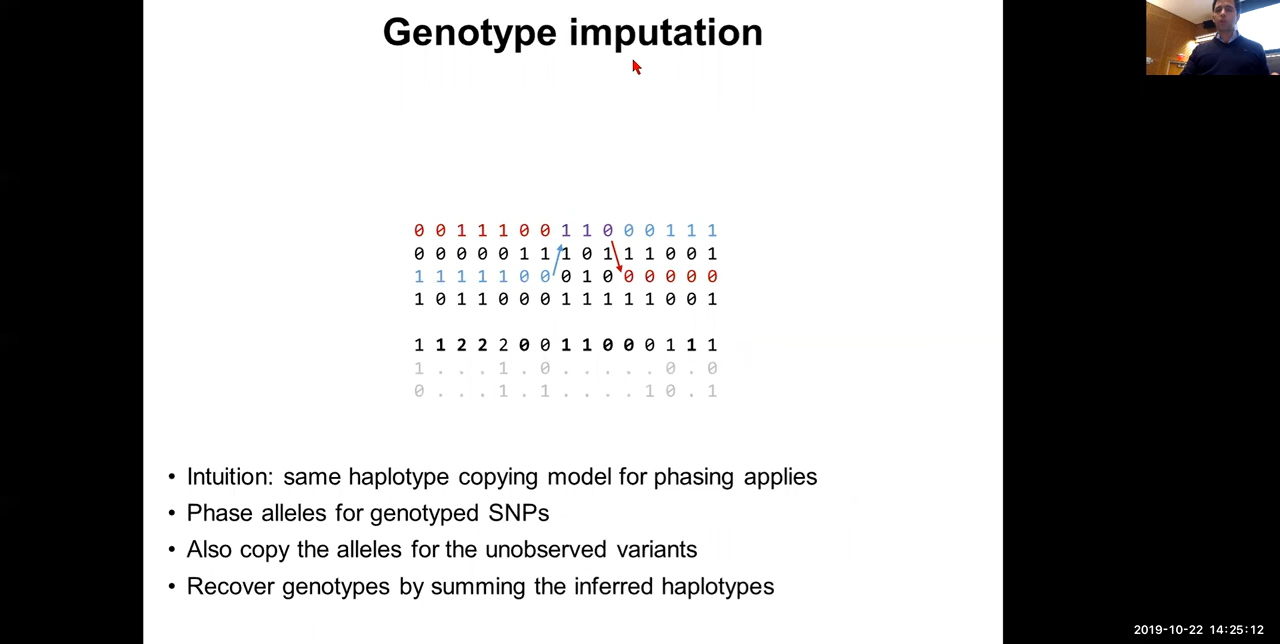 Genotype imputation
0 0 1 1 1 0 0 1 1 0 0 0 1 1 1
0 0 0 0 0 1 1 1 0 1 1 1 0 0 1
1 1 1 1 1 0 0 0 1 0 0 0 0 0 0
1 0 1 1 0 0 0 1 1 1 1 1 0 0 1
1 1 2 2 2 0 0 1 1 0 0 0 1 1 1
1 . . . 1 . 0 . . . . . 0 . 0
0 . . . 1 . 1 . . . . 1 0 . 1
• Intuition: same haplotype copying model for phasing applies
• Phase alleles for genotyped SNPs
• Also copy the alleles for the unobserved variants
• Recover genotypes by summing the inferred haplotypes
2019-10-22 14:25:12